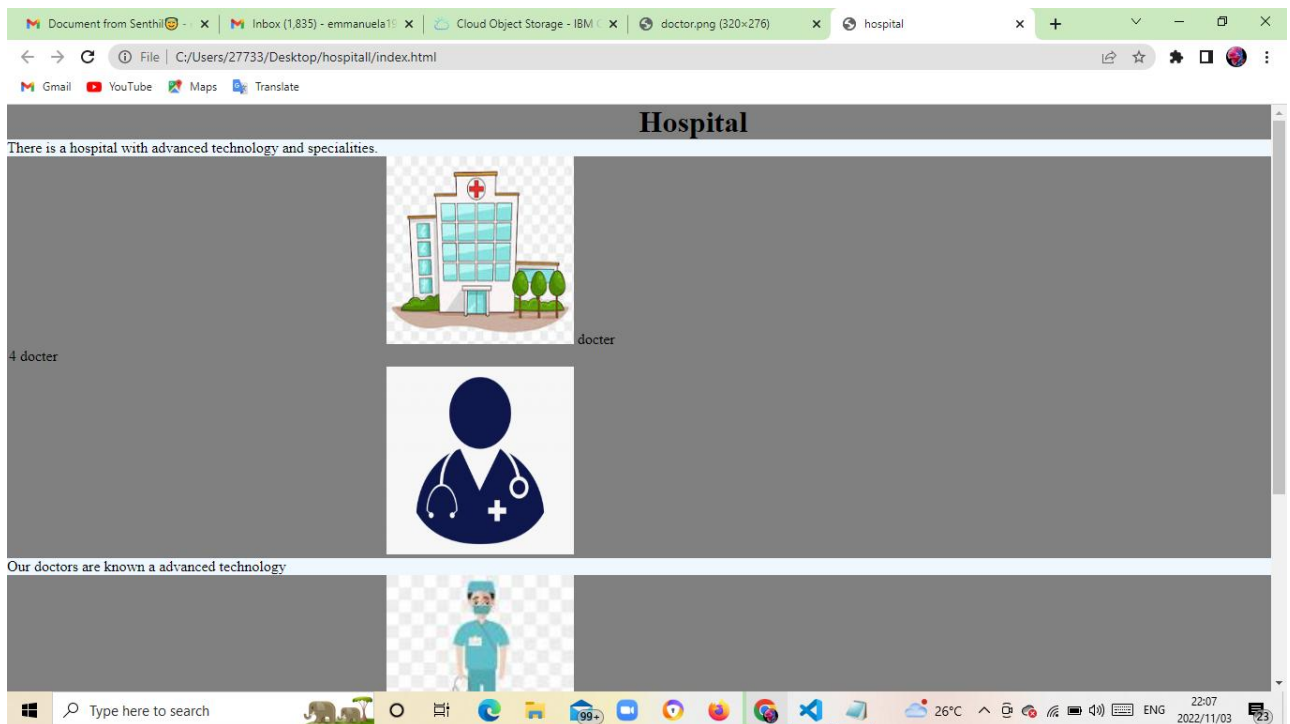 Document from Senthil😇 -
Inbox (1,835) - emmanuela19
Cloud Object Storage - IBM C
doctor.png (320×276)
hospital
File | C:/Users/27733/Desktop/hospitall/index.html
Gmail YouTube Maps Translate
Hospital
There is a hospital with advanced technology and specialities.
docter
4 docter
Our doctors are known a advanced technology
Type here to search
99+
26°C
ENG
22:07
2022/11/03
23